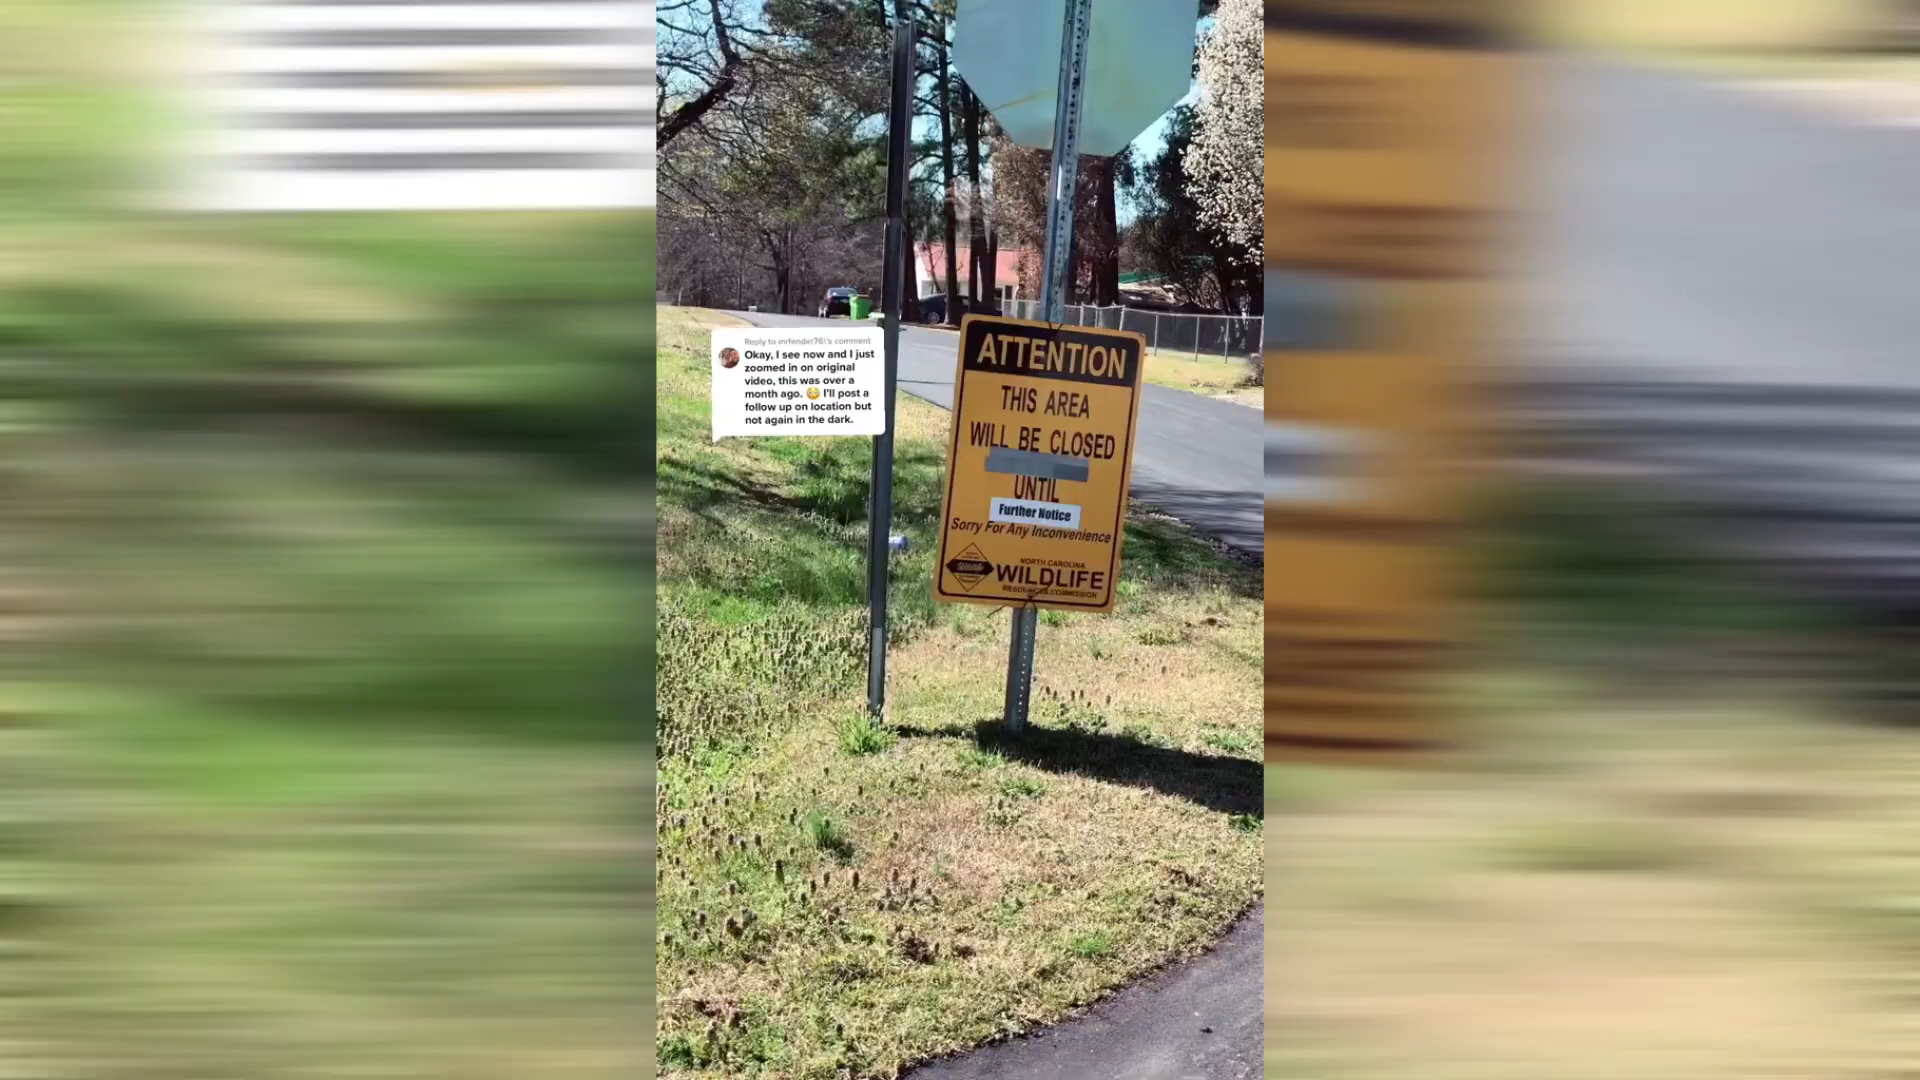 Reply to mrfender76\'s comment
Okay, I see now and I just
zoomed in on original
video, this was over a
month ago. 😳 I'll post a
follow up on location but
not again in the dark.
ATTENTION
THIS AREA
WILL BE CLOSED
UNTIL
Further Notice
Sorry For Any Inconvenience
NORTH CAROLINA
WILDLIFE
RESOURCES COMMISSION